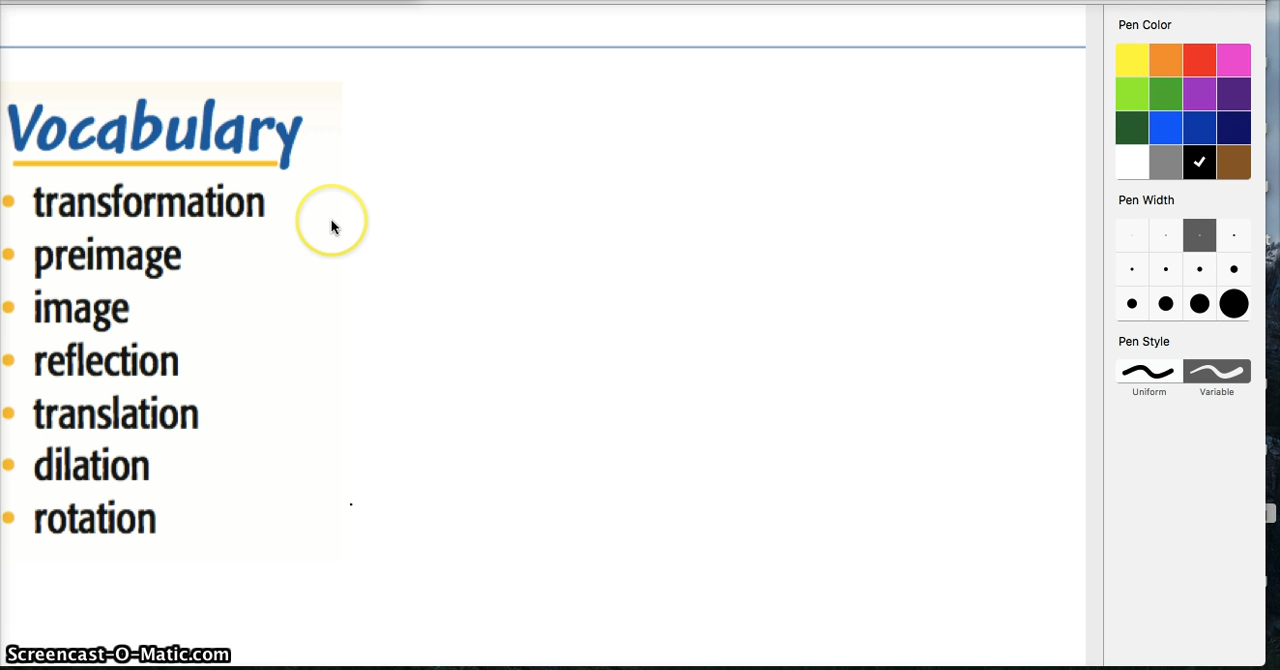 Vocabulary
• transformation
• preimage
• image
• reflection
• translation
• dilation
• rotation
Pen Color
Pen Width
Pen Style
Uniform Variable
Screencast-O-Matic.com